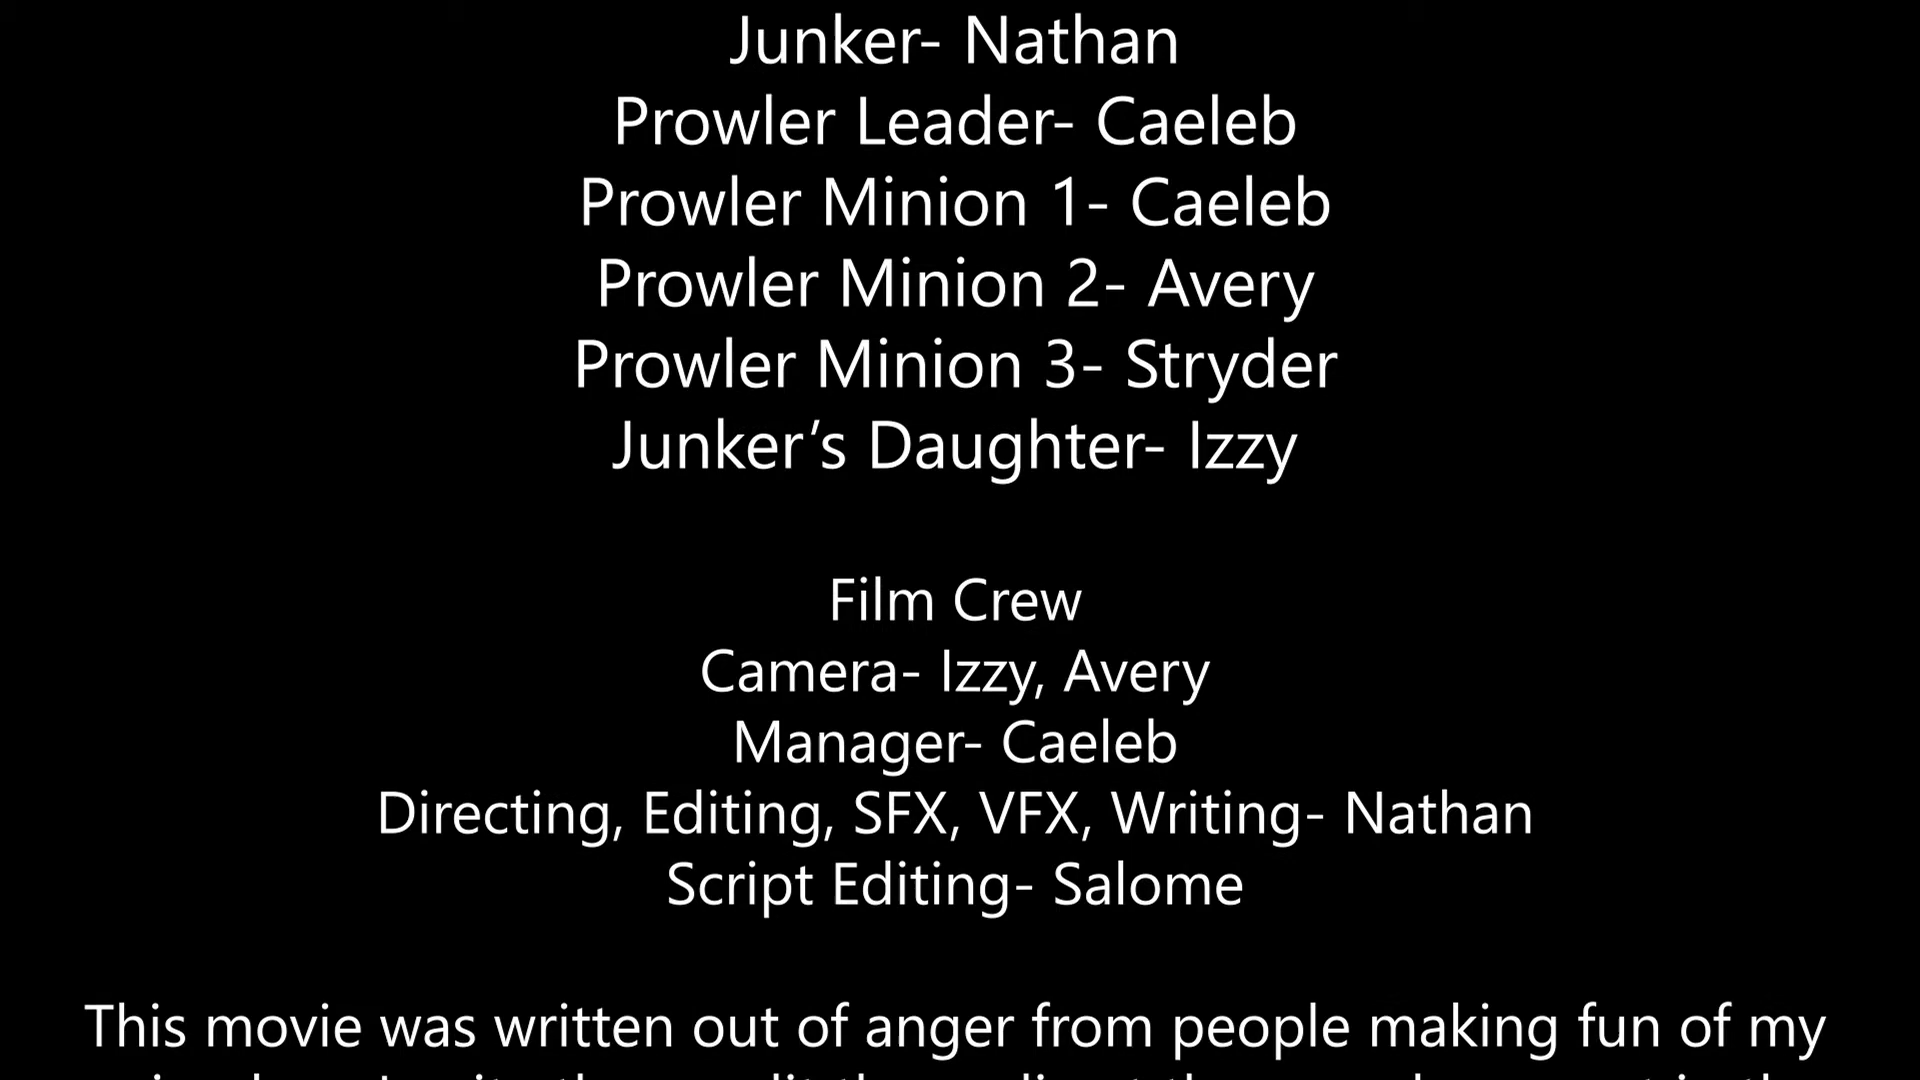 Junker- Nathan
Prowler Leader- Caeleb
Prowler Minion 1- Caeleb
Prowler Minion 2- Avery
Prowler Minion 3- Stryder
Junker’s Daughter- Izzy
Film Crew
Camera- Izzy, Avery
Manager- Caeleb
Directing, Editing, SFX, VFX, Writing- Nathan
Script Editing- Salome
This movie was written out of anger from people making fun of my